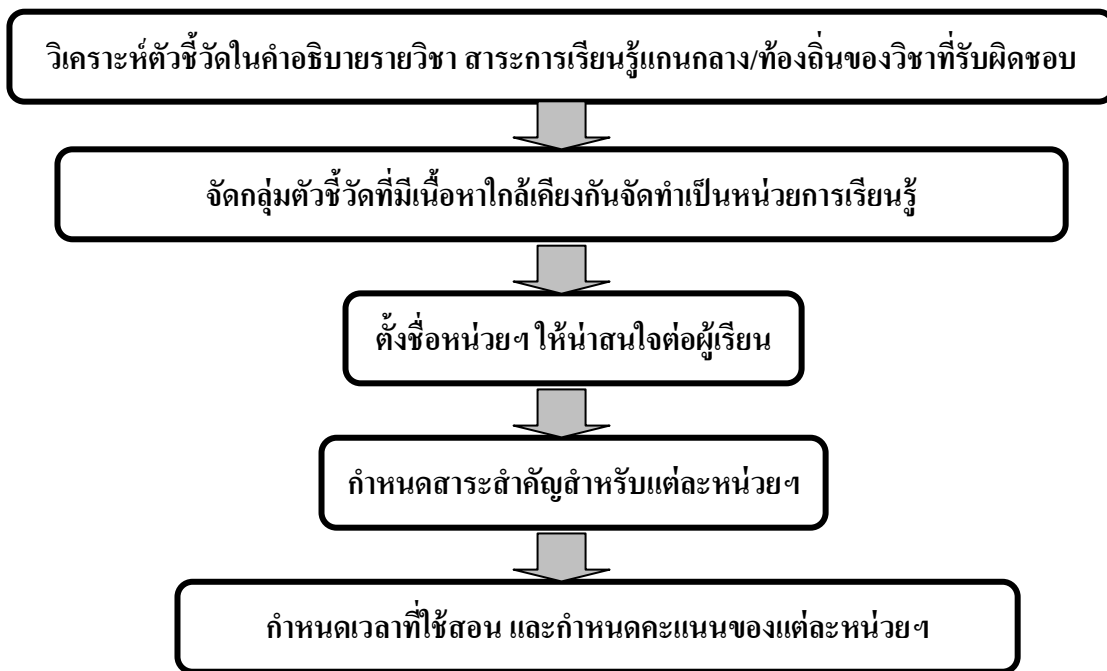 วิเคราะห์ตัวชี้วัดในคำอธิบายรายวิชา สาระการเรียนรู้แกนกลาง/ท้องถิ่นของวิชาที่รับผิดชอบ
จัดกลุ่มตัวชี้วัดที่มีเนื้อหาใกล้เคียงกันจัดทำเป็นหน่วยการเรียนรู้
ตั้งชื่อหน่วยฯ ให้น่าสนใจต่อผู้เรียน
กำหนดสาระสำคัญสำหรับแต่ละหน่วยฯ
กำหนดเวลาที่ใช้สอน และกำหนดคะแนนของแต่ละหน่วยฯ